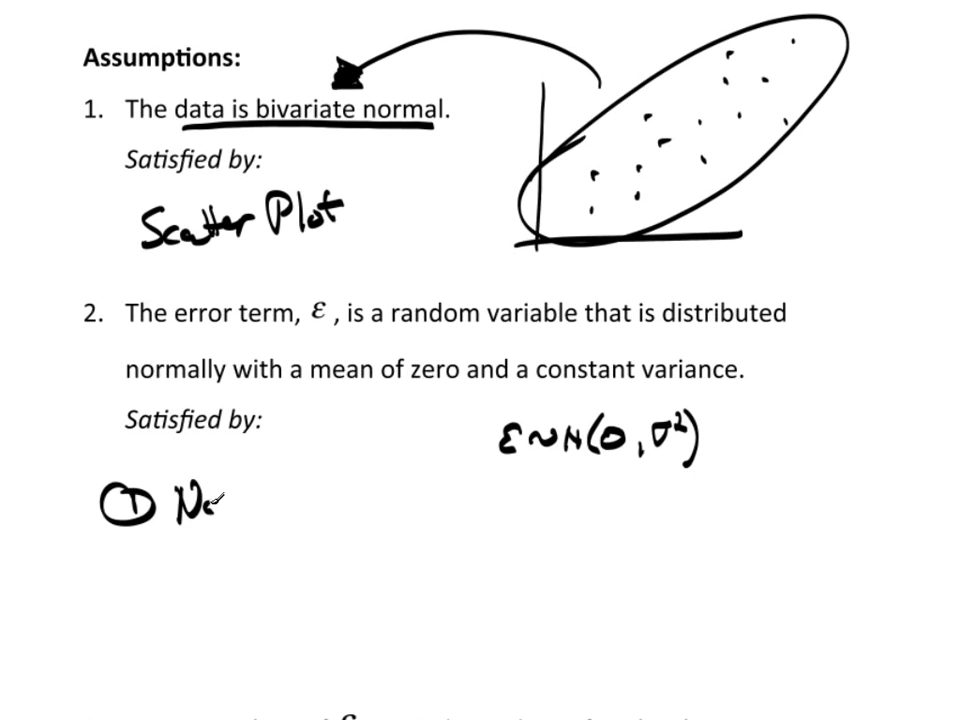 Assumptions:
1. The data is bivariate normal.
Satisfied by:
Scatter Plot
2. The error term, ε , is a random variable that is distributed
normally with a mean of zero and a constant variance.
Satisfied by:
ε~N(0,σ²)
① No